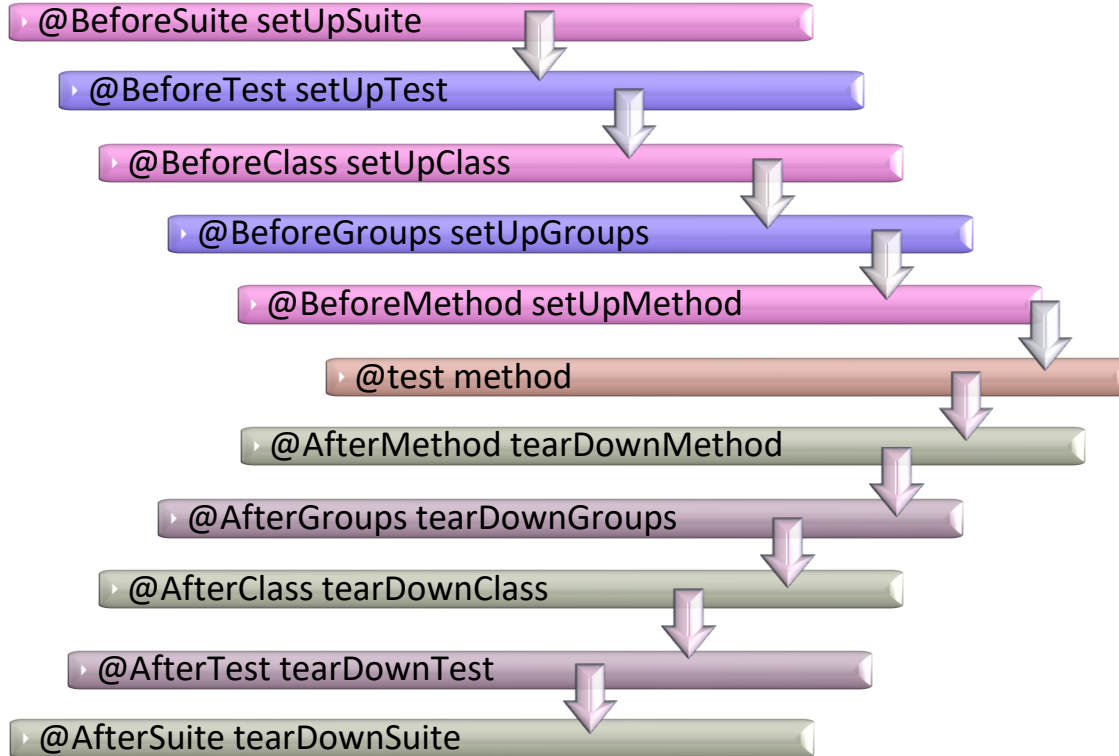 @BeforeSuite setUpSuite
@BeforeTest setUpTest
@BeforeClass setUpClass
@BeforeGroups setUpGroups
@BeforeMethod setUpMethod
@test method
@AfterMethod tearDownMethod
@AfterGroups tearDownGroups
@AfterClass tearDownClass
@AfterTest tearDownTest
@AfterSuite tearDownSuite